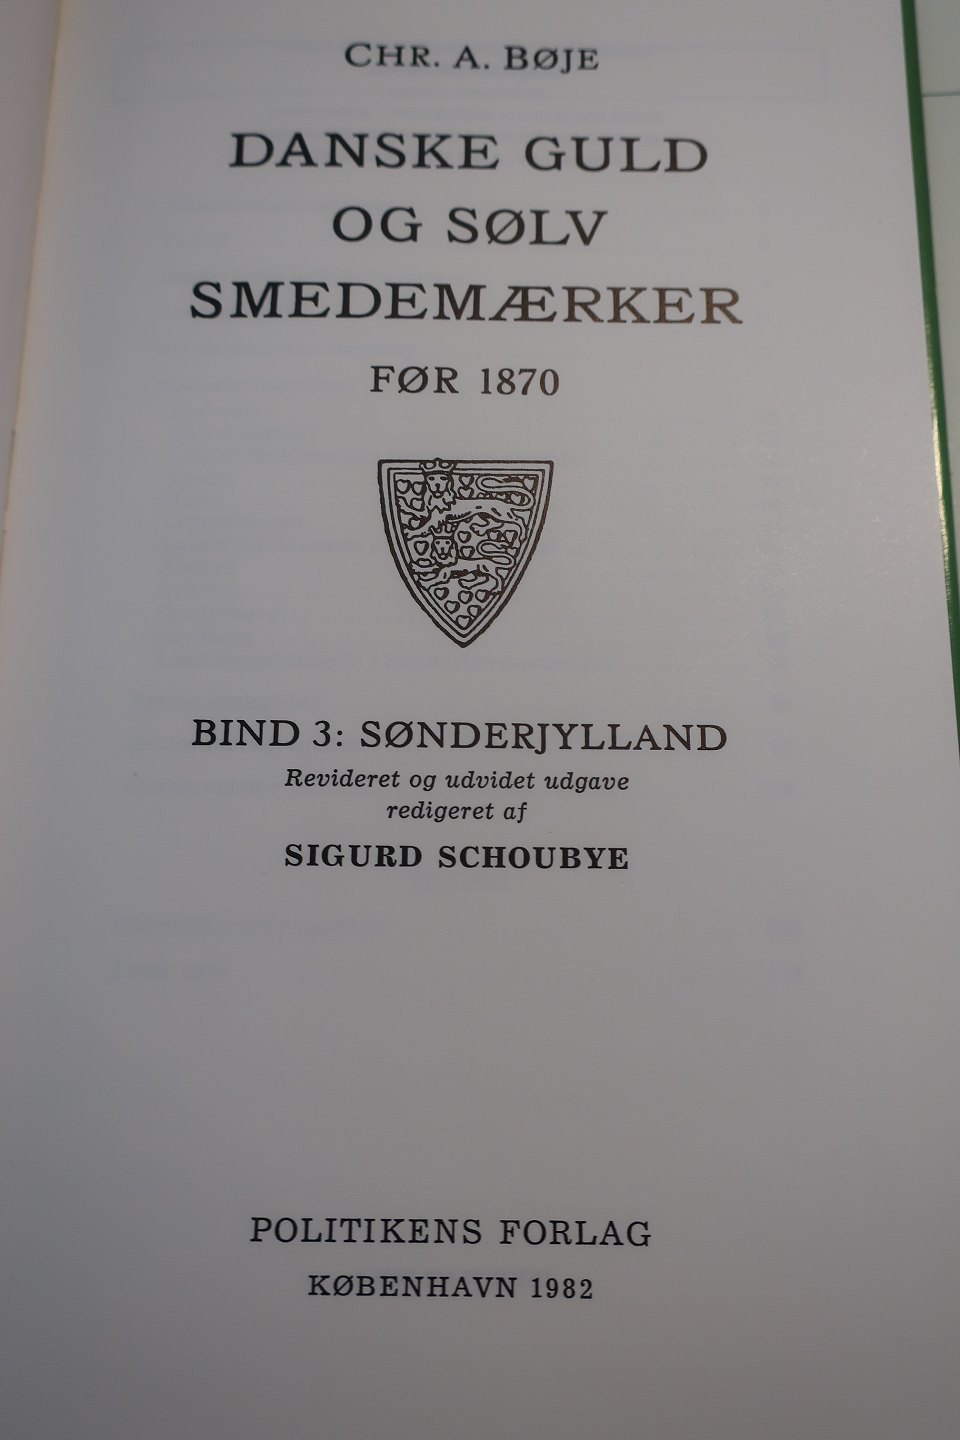 CHR. A. BØJE
DANSKE GULD
OG SØLV
SMEDEMÆRKER
FØR 1870
BIND 3: SØNDERJYLLAND
Revideret og udvidet udgave
redigeret af
SIGURD SCHOUBYE
POLITIKENS FORLAG
KØBENHAVN 1982